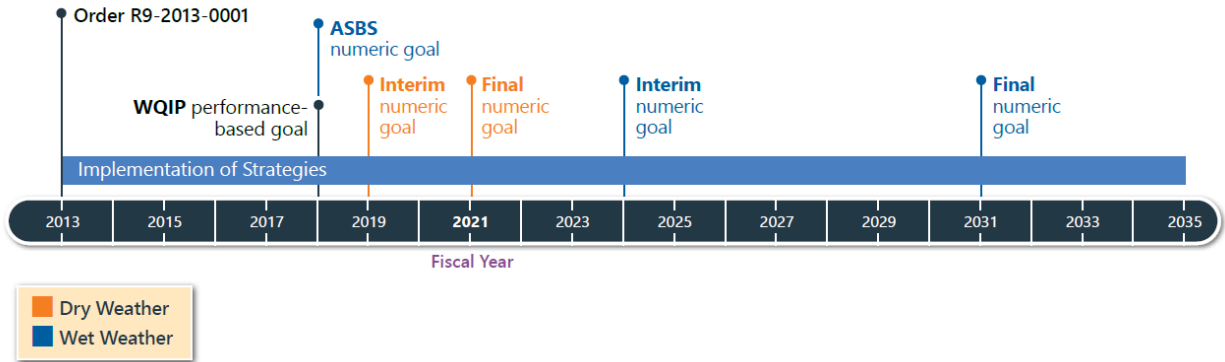 Order R9-2013-0001
ASBS
numeric goal
WQIP performance-
based goal
Interim
numeric
goal
Final
numeric
goal
Interim
numeric
goal
Final
numeric
goal
Implementation of Strategies
2013 2015 2017 2019 2021 2023 2025 2027 2029 2031 2033 2035
Fiscal Year
Dry Weather
Wet Weather